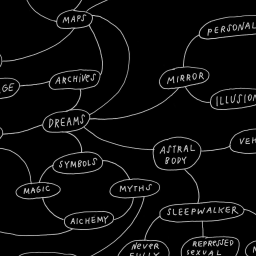 MAPS
PERSONAL
ARCHIVES
MIRROR
GE
ILLUSION
DREAMS
VEH
ASTRAL
BODY
SYMBOLS
MAGIC
MYTHS
ALCHEMY
SLEEPWALKER
NEVER
FULLY
REPRESSED
SEXUAL